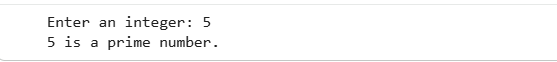 Enter an integer: 5
5 is a prime number.